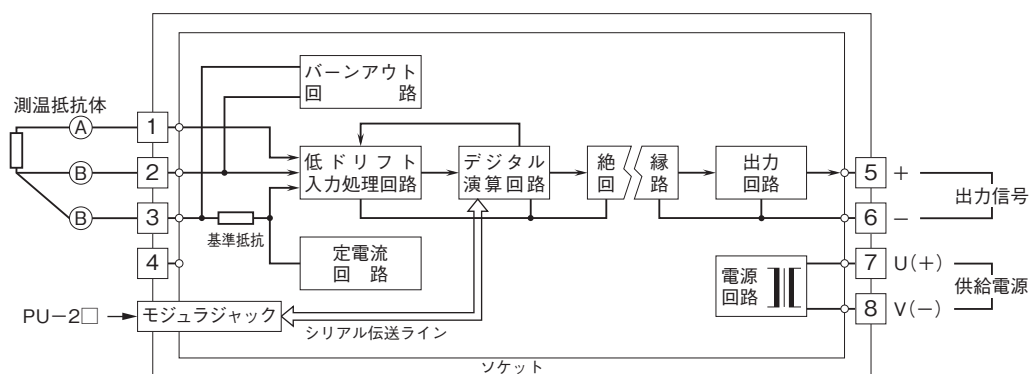 バーンアウト
回　　　　路
測温抵抗体
A
1
B
2
B
3
4
低ドリフト
入力処理回路
デジタル
演算回路
絶
回
縁
路
出力
回路
5
+
6
−
出力信号
基準抵抗
定電流
回　路
電源
回路
7
U(+)
8
V(−)
供給電源
PU−2□
モジュラジャック
シリアル伝送ライン
ソケット